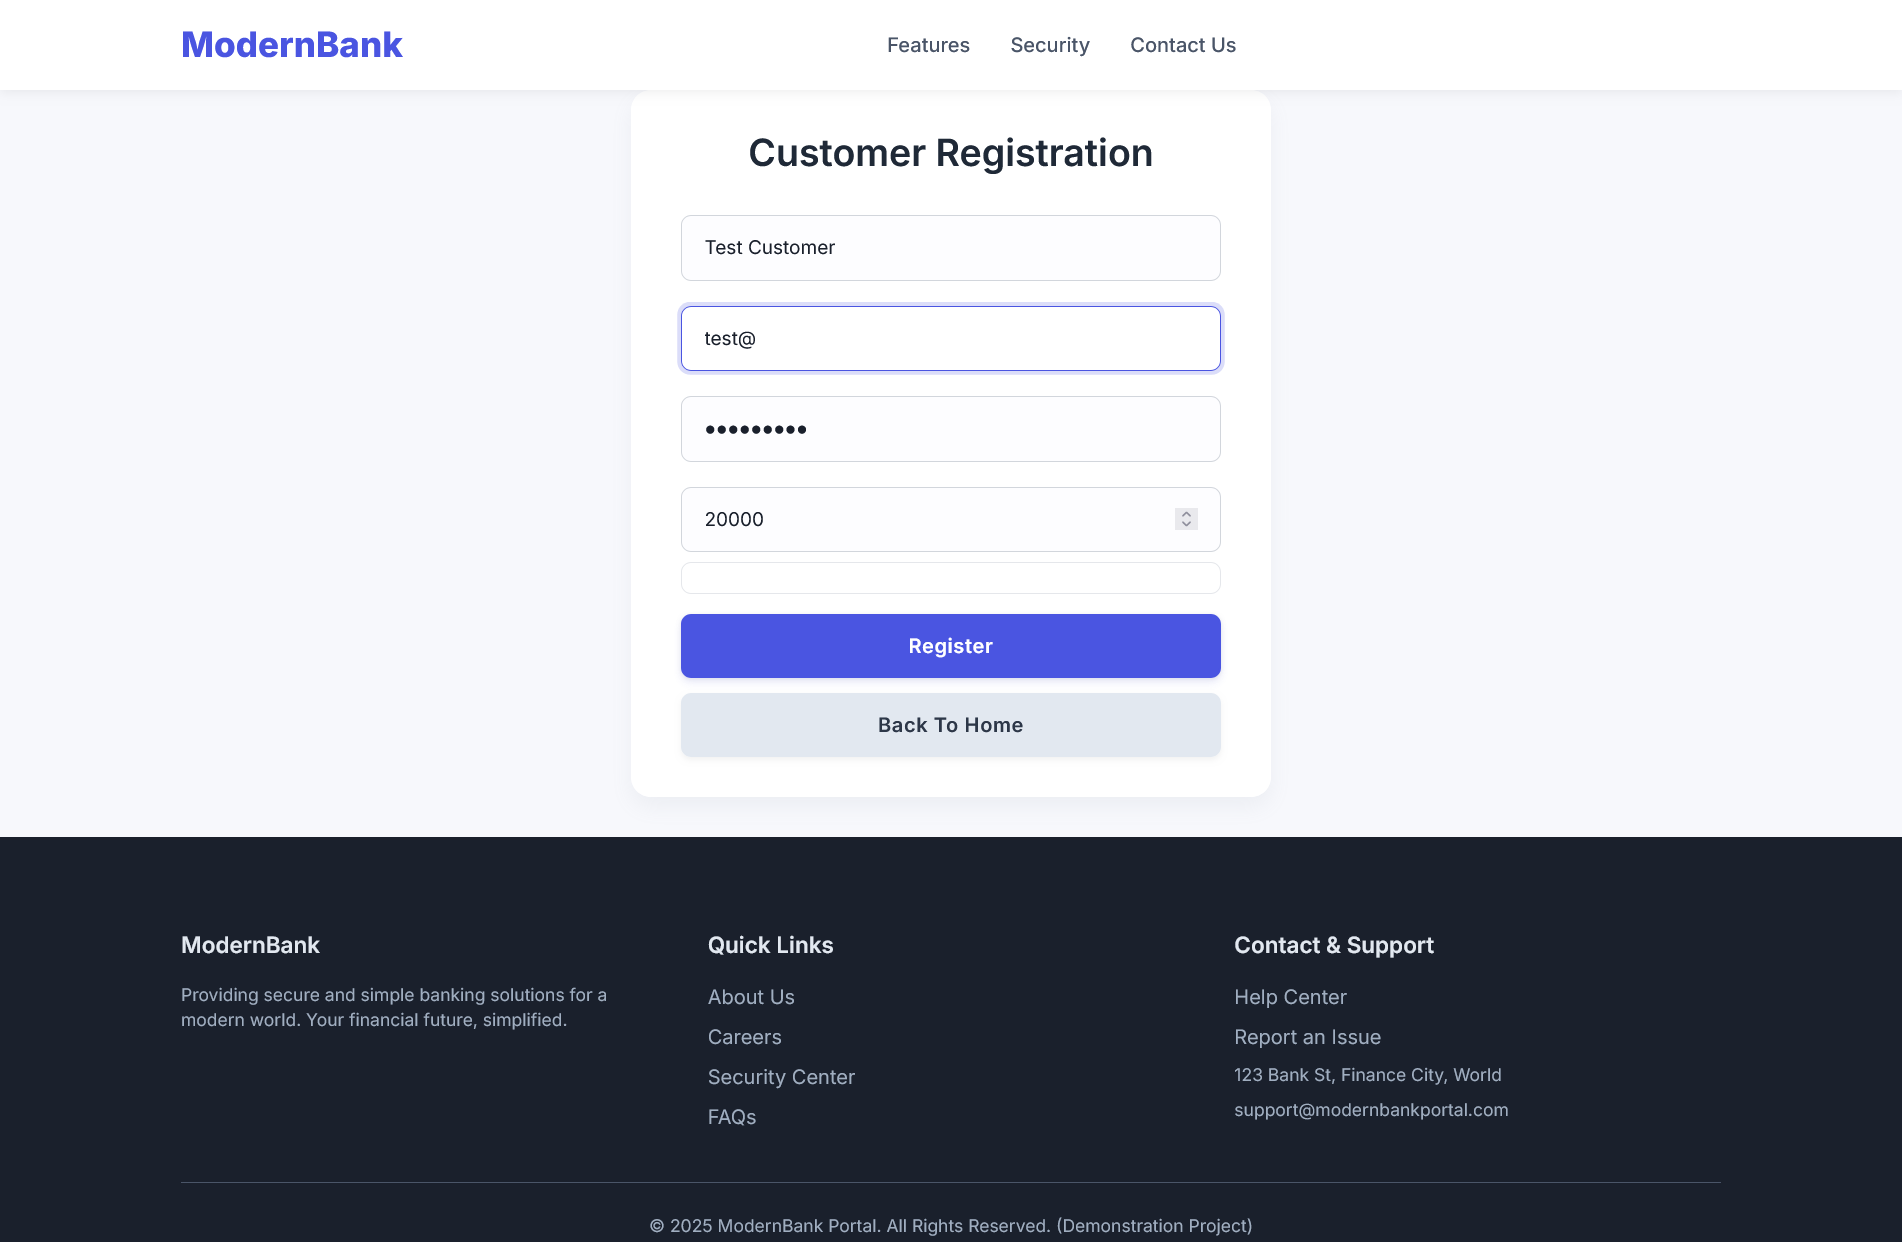 ModernBank
Features
Security
Contact Us
Customer Registration
Test Customer
test@
•••••••••
20000
Register
Back To Home
ModernBank
Providing secure and simple banking solutions for a
modern world. Your financial future, simplified.
Quick Links
About Us
Careers
Security Center
FAQs
Contact & Support
Help Center
Report an Issue
123 Bank St, Finance City, World
support@modernbankportal.com
© 2025 ModernBank Portal. All Rights Reserved. (Demonstration Project)